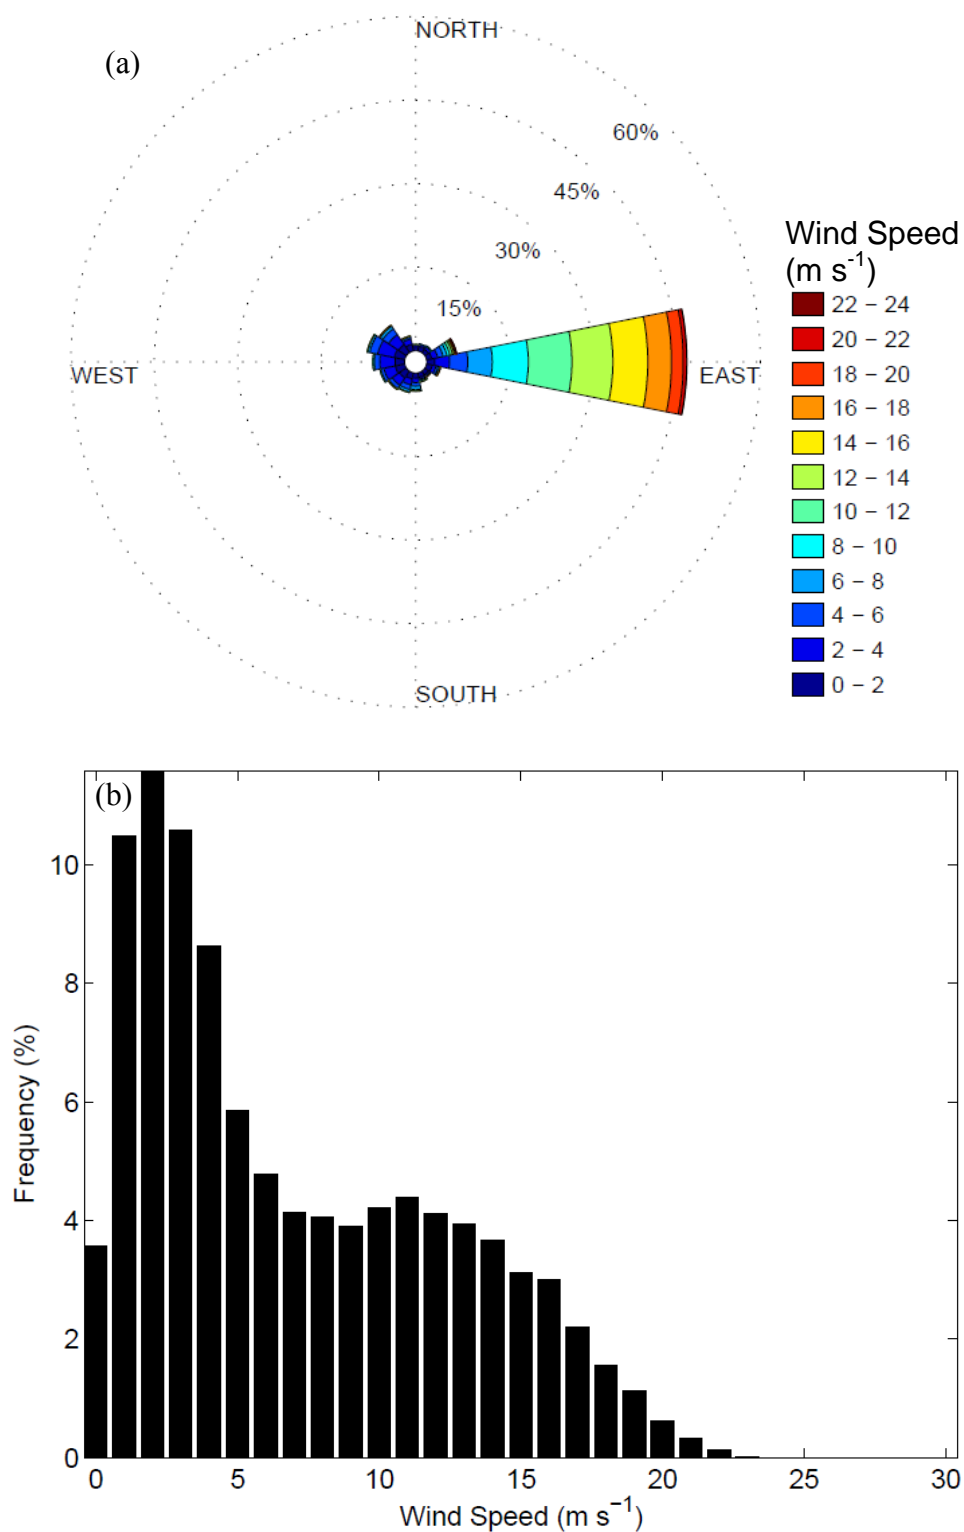 NORTH
(a)
60%
45%
30%
15%
WEST
EAST
SOUTH
Wind Speed
(m s-1)
22 − 24
20 − 22
18 − 20
16 − 18
14 − 16
12 − 14
10 − 12
8 − 10
6 − 8
4 − 6
2 − 4
0 − 2
(b)
10
8
6
4
2
0
Frequency (%)
0 5 10 15 20 25 30
Wind Speed (m s−1)